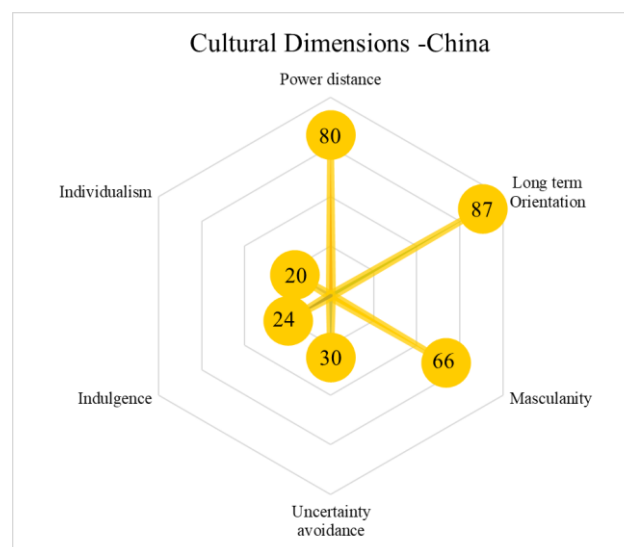 Cultural Dimensions -China
Power distance
80
Individualism
Long term
Orientation
87
20
24
30
66
Indulgence
Masculanity
Uncertainty
avoidance